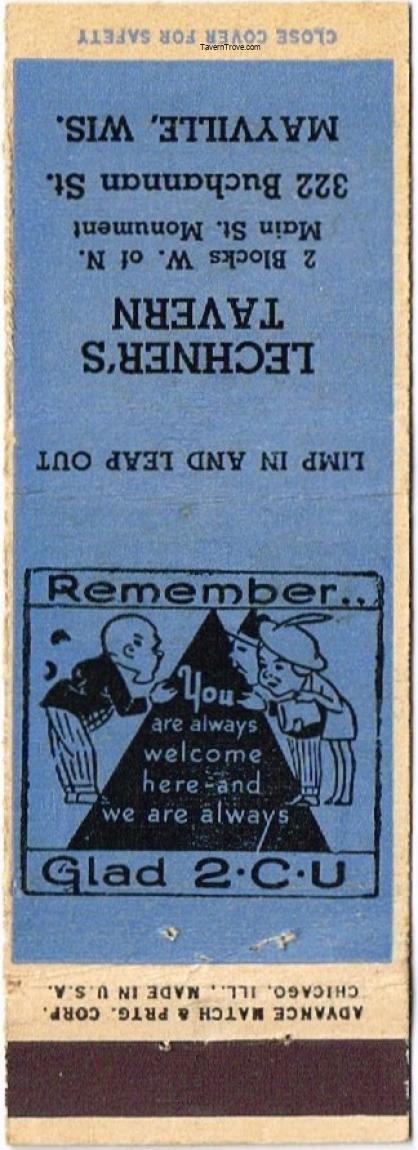 TavernTrove.com
CLOSE COVER FOR SAFETY
LIMP IN AND LEAP OUT
LECHNER'S
TAVERN
2 Blocks W. of N.
Main St. Monument
322 Buchannan St.
MAYVILLE, WIS.
Remember..
You
are always
welcome
here-and
we are always
Glad 2·C·U
ADVANCE MATCH & PRTG. CORP.
CHICAGO, ILL., MADE IN U.S.A.